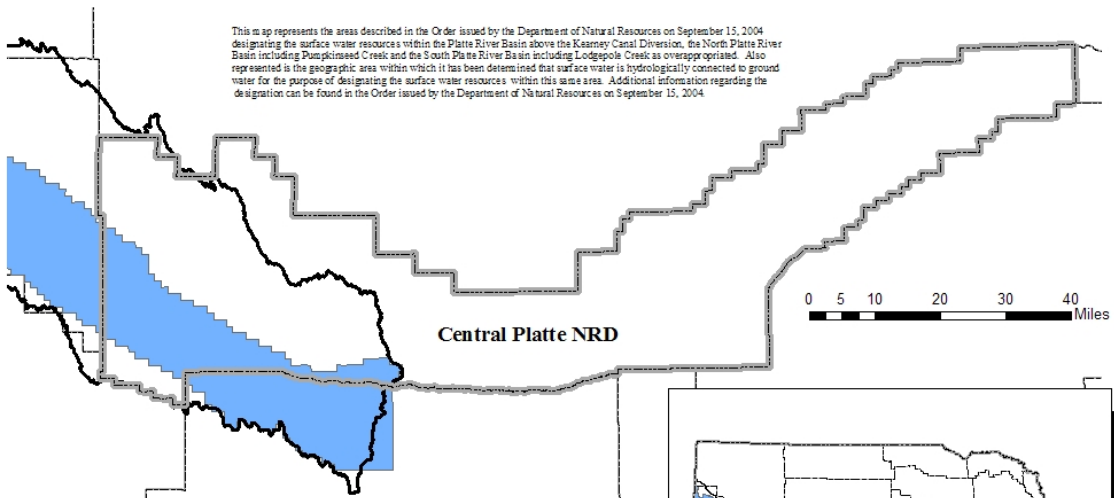 This map represents the areas described in the Order issued by the Department of Natural Resources on September 15, 2004
designating the surface water resources within the Platte River Basin above the Kearney Canal Diversion, the North Platte River
Basin including Pumpkinseed Creek and the South Platte River Basin including Lodgepole Creek as overappropriated. Also
represented is the geographic area within which it has been determined that surface water is hydrologically connected to ground
water for the purpose of designating the surface water resources within this same area. Additional information regarding the
designation can be found in the Order issued by the Department of Natural Resources on September 15, 2004.
0 5 10 20 30 40
Miles
Central Platte NRD